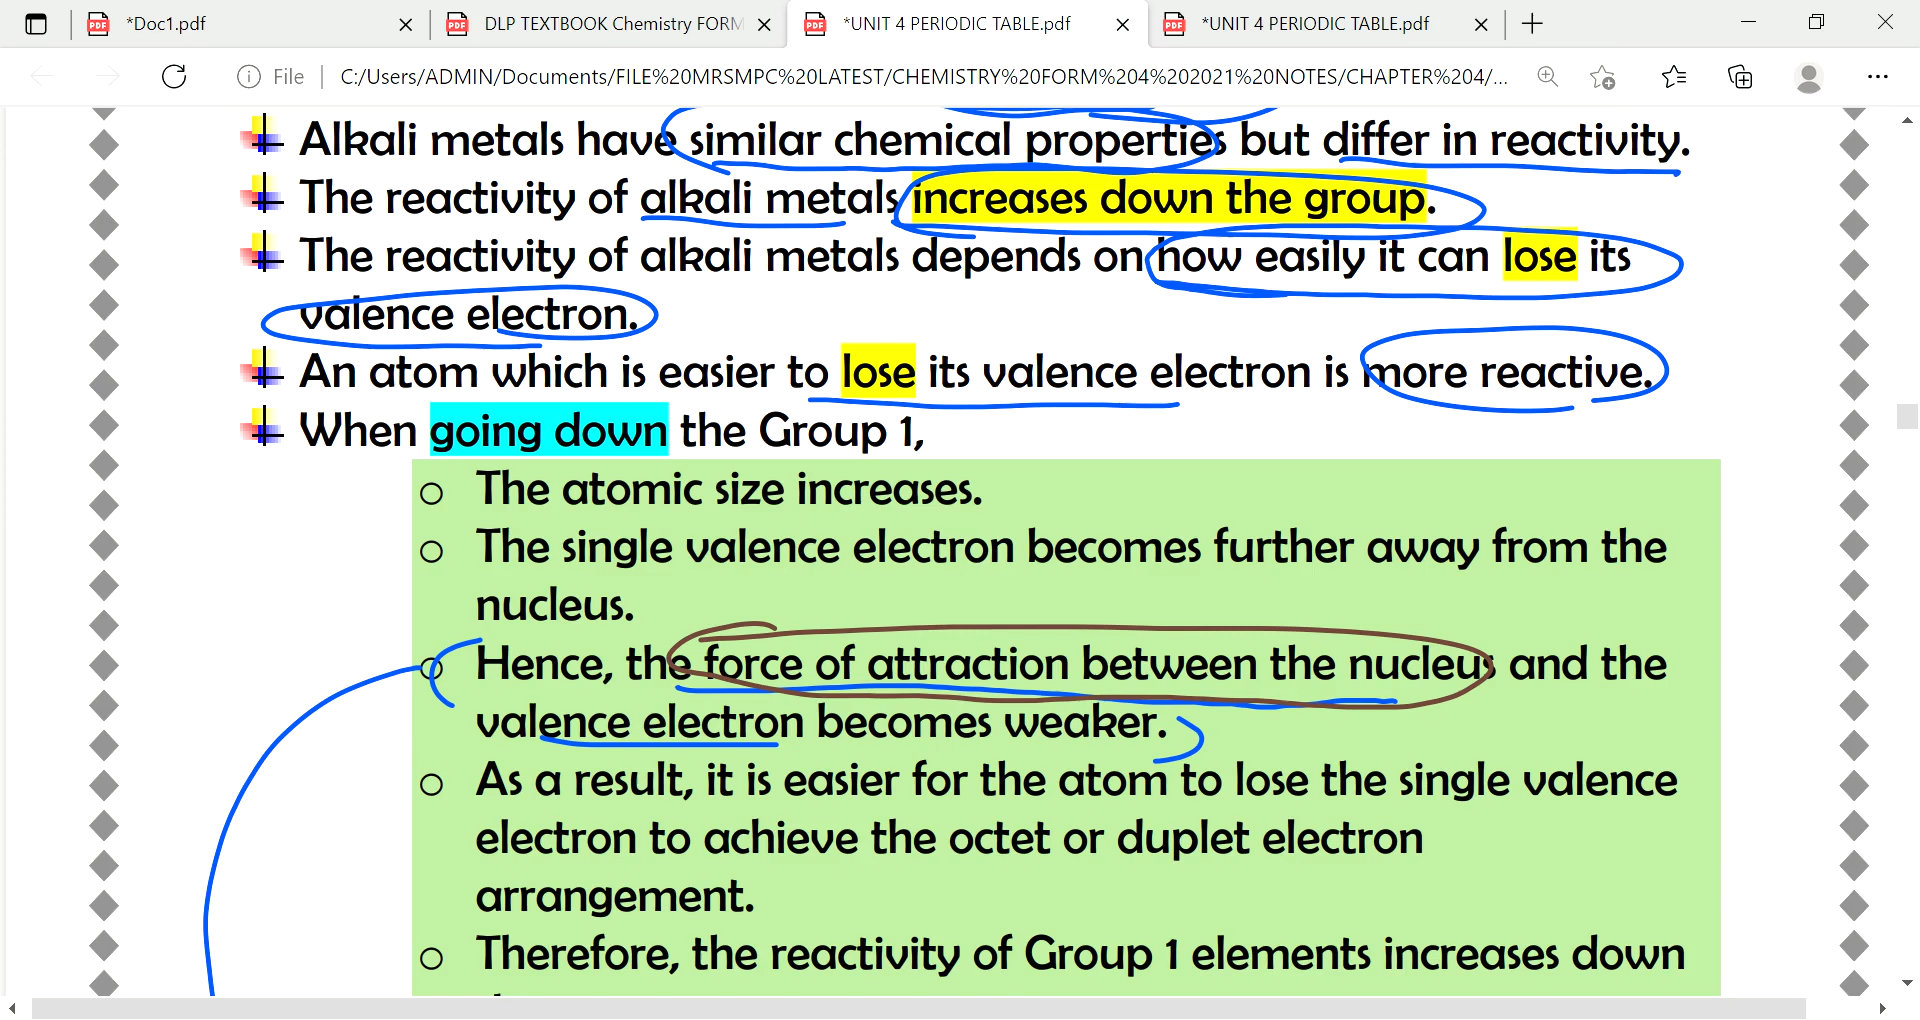 *Doc1.pdf
DLP TEXTBOOK Chemistry FORM
*UNIT 4 PERIODIC TABLE.pdf
*UNIT 4 PERIODIC TABLE.pdf
File
C:/Users/ADMIN/Documents/FILE%20MRSMPC%20LATEST/CHEMISTRY%20FORM%204%202021%20NOTES/CHAPTER%204/...
Alkali metals have similar chemical properties but differ in reactivity.
The reactivity of alkali metals increases down the group.
The reactivity of alkali metals depends on how easily it can lose its
valence electron.
An atom which is easier to lose its valence electron is more reactive.
When going down the Group 1,
The atomic size increases.
The single valence electron becomes further away from the
nucleus.
Hence, the force of attraction between the nucleus and the
valence electron becomes weaker.
As a result, it is easier for the atom to lose the single valence
electron to achieve the octet or duplet electron
arrangement.
Therefore, the reactivity of Group 1 elements increases down